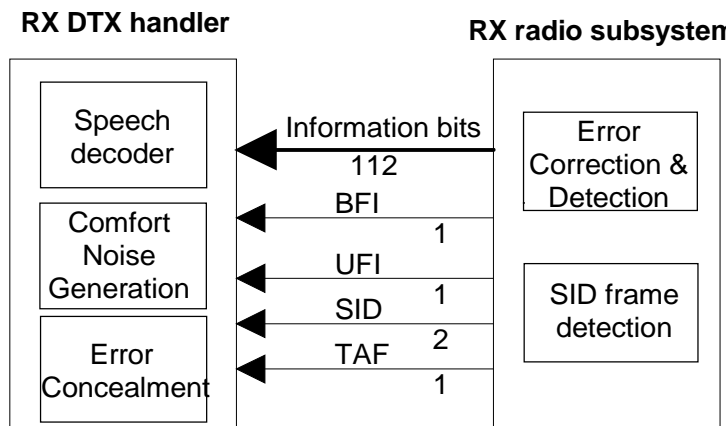 RX DTX handler
RX radio subsystem
Speech
decoder
Information bits
112
Error
Correction &
Detection
BFI
1
Comfort
Noise
Generation
UFI
1
SID
2
SID frame
detection
TAF
1
Error
Concealment